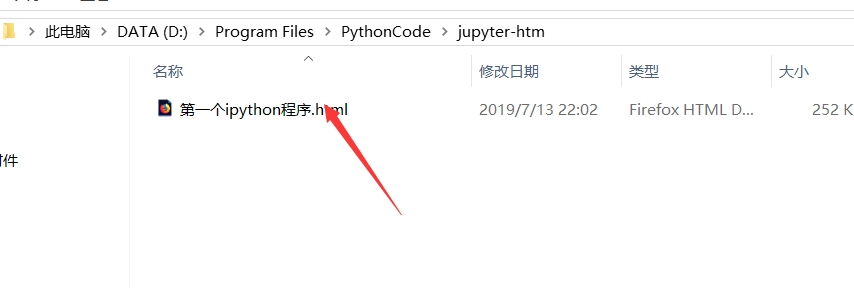 此电脑 > DATA (D:) > Program Files > PythonCode > jupyter-htm
名称 修改日期 类型 大小
第一个ipython程序.html 2019/7/13 22:02 Firefox HTML D... 252 K
件